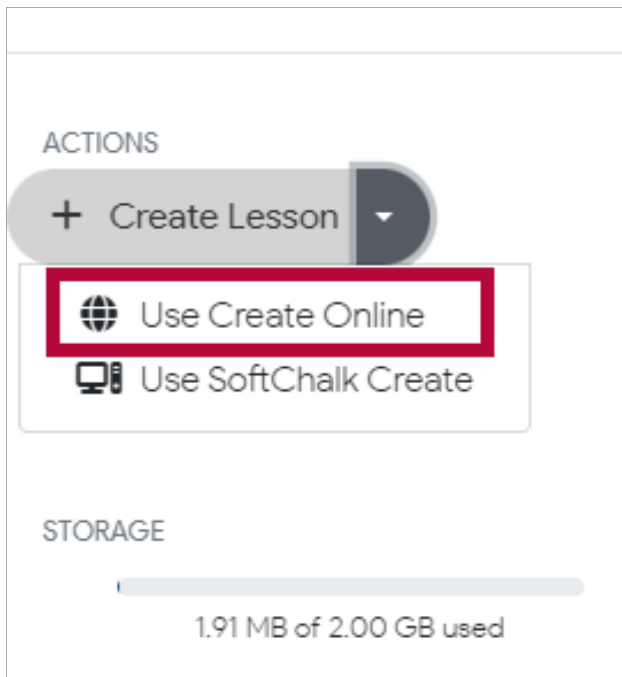 ACTIONS
+ Create Lesson
Use Create Online
Use SoftChalk Create
STORAGE
1.91 MB of 2.00 GB used